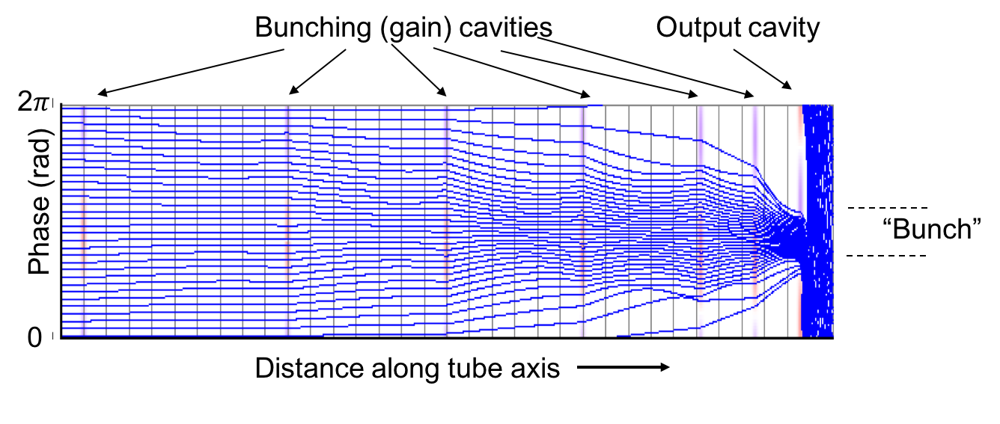 Bunching (gain) cavities
Output cavity
2π
Phase (rad)
0
“Bunch”
Distance along tube axis